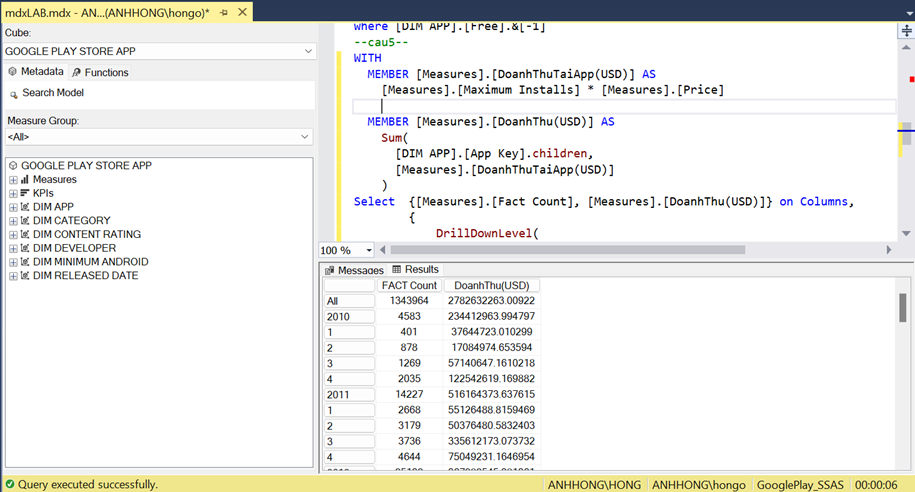 mdxLAB.mdx - AN...(ANHHONG\hongo)*
Cube:
GOOGLE PLAY STORE APP
Metadata
Functions
Search Model
Measure Group:
<All>
GOOGLE PLAY STORE APP
Measures
KPIs
DIM APP
DIM CATEGORY
DIM CONTENT RATING
DIM DEVELOPER
DIM MINIMUM ANDROID
DIM RELEASED DATE
where [DIM APP].[Free].&[-1]
--cau5--
WITH
MEMBER [Measures].[DoanhThuTaiApp(USD)] AS
[Measures].[Maximum Installs] * [Measures].[Price]
MEMBER [Measures].[DoanhThu(USD)] AS
Sum(
[DIM APP].[App Key].children,
[Measures].[DoanhThuTaiApp(USD)]
)
Select {[Measures].[Fact Count], [Measures].[DoanhThu(USD)]} on Columns,
{
DrillDownLevel(
100 %
Messages
Results
FACT Count DoanhThu(USD)
All 1343964 2782632263.00922
2010 4583 234412963.994797
1 401 37644723.010299
2 878 17084974.653594
3 1269 57140647.1610218
4 2035 122542619.169882
2011 14227 516164373.637615
1 2668 55126488.8159469
2 3179 50376480.5832403
3 3736 335612173.073732
4 4644 75049231.1646954
Query executed successfully.
ANHHONG\HONG
ANHHONG\hongo
GooglePlay_SSAS
00:00:06